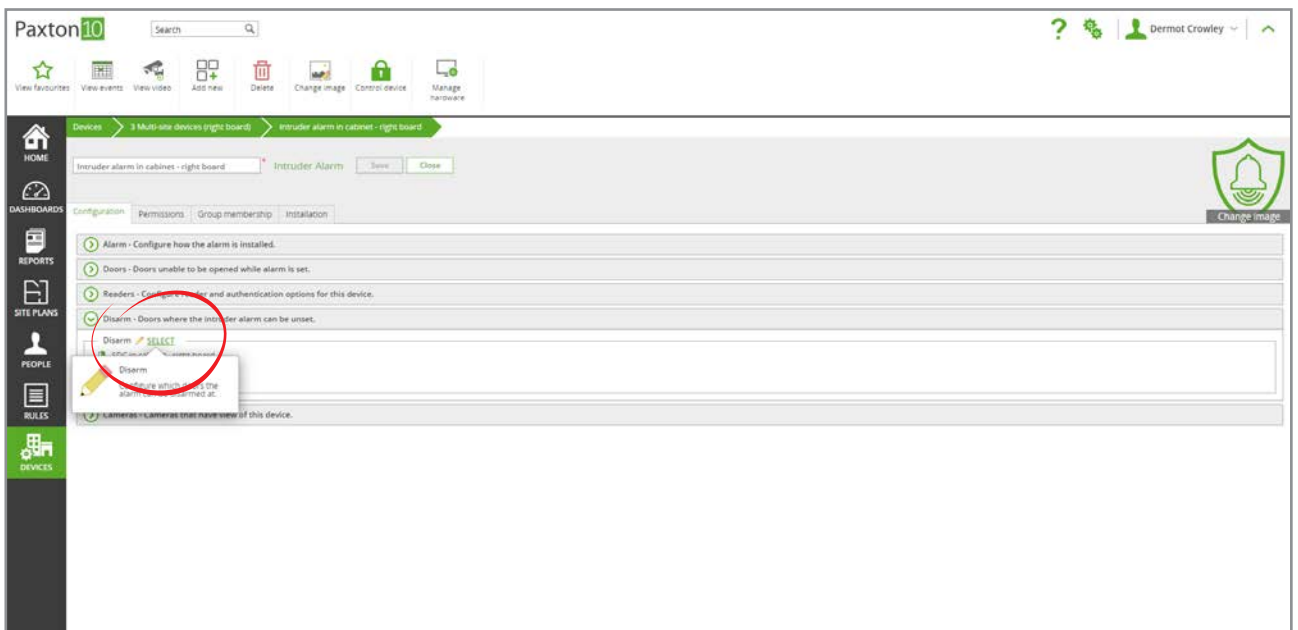 Paxton10
Search
Dermot Crowley
View favourites View events View video Add new Delete Change image Control device Manage hardware
Devices 3 Multi-site devices (right board) Intruder alarm in cabinet - right board
HOME
Intruder alarm in cabinet - right board * Intruder Alarm Save Close
DASHBOARDS
Configuration Permissions Group membership Installation
Change image
REPORTS
Alarm - Configure how the alarm is installed.
Doors - Doors unable to be opened while alarm is set.
SITE PLANS
Readers - Configure reader and authentication options for this device.
Disarm - Doors where the intruder alarm can be unset.
PEOPLE
Disarm SELECT
Disarm
Configure which doors the
alarm can be disarmed at.
RULES
Cameras - Cameras that have view of this device.
DEVICES